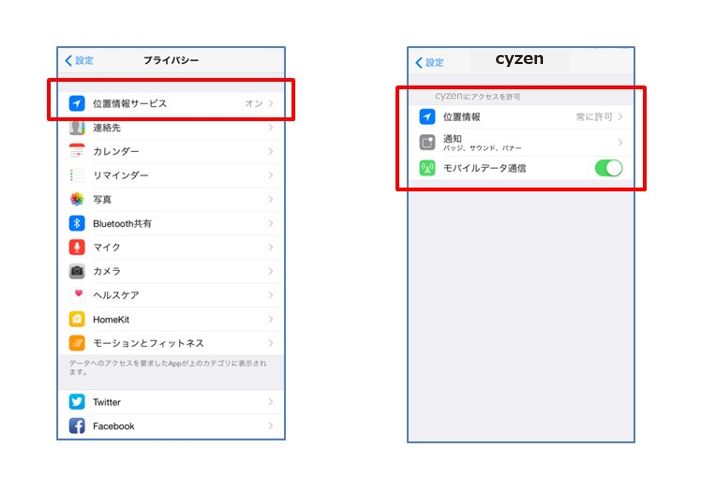 設定
プライバシー
位置情報サービス オン
連絡先
カレンダー
リマインダー
写真
Bluetooth共有
マイク
カメラ
ヘルスケア
HomeKit
モーションとフィットネス
データへのアクセスを要求したAppが上のカテゴリに表示されます。
Twitter
Facebook
設定
cyzen
cyzenにアクセスを許可
位置情報 常に許可
通知
バッジ、サウンド、バナー
モバイルデータ通信